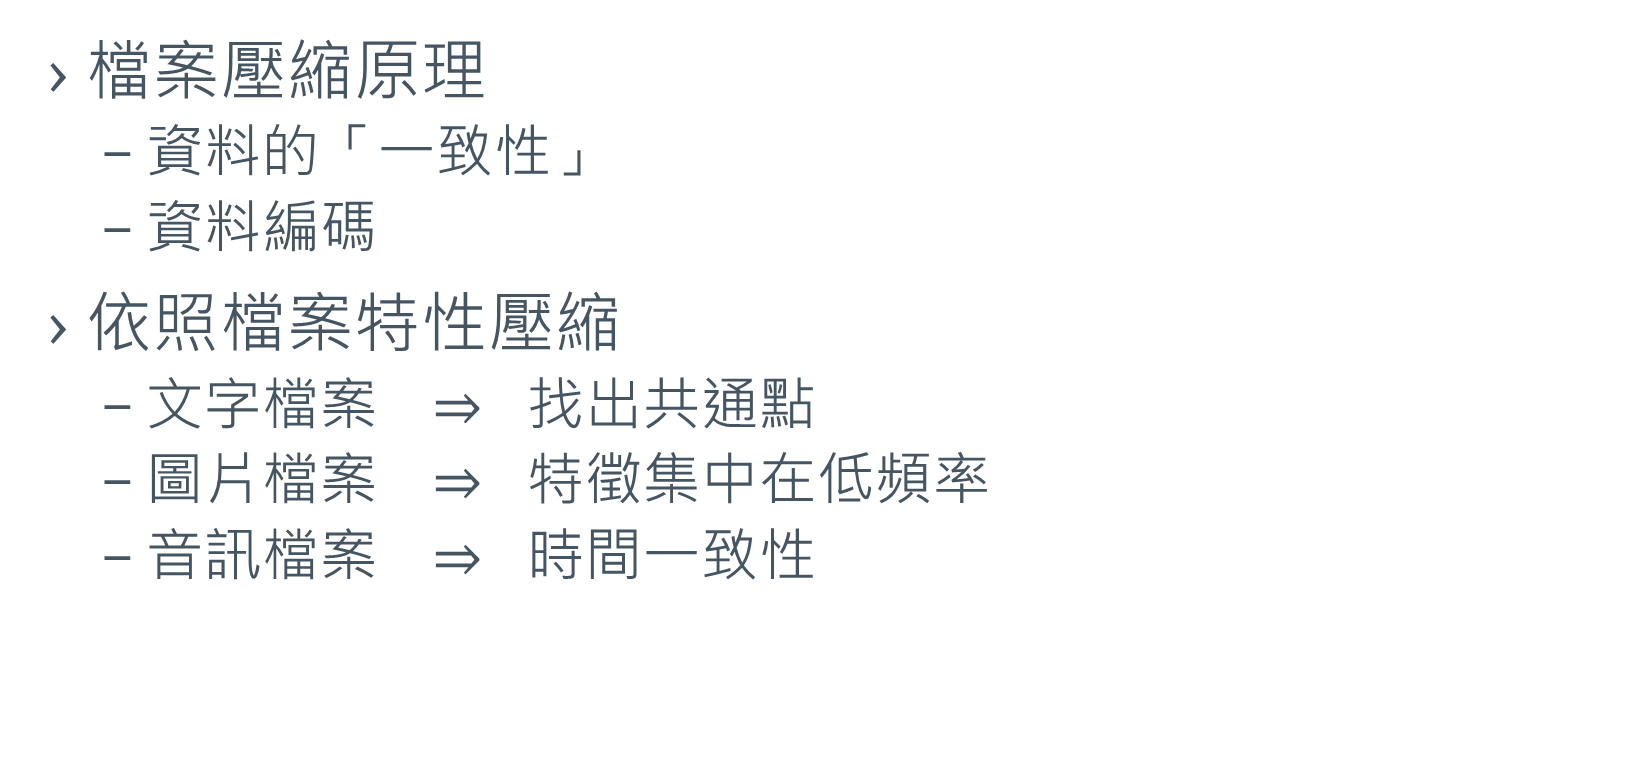 › 檔案壓縮原理
– 資料的「一致性」
– 資料編碼
› 依照檔案特性壓縮
– 文字檔案 ⇒ 找出共通點
– 圖片檔案 ⇒ 特徵集中在低頻率
– 音訊檔案 ⇒ 時間一致性